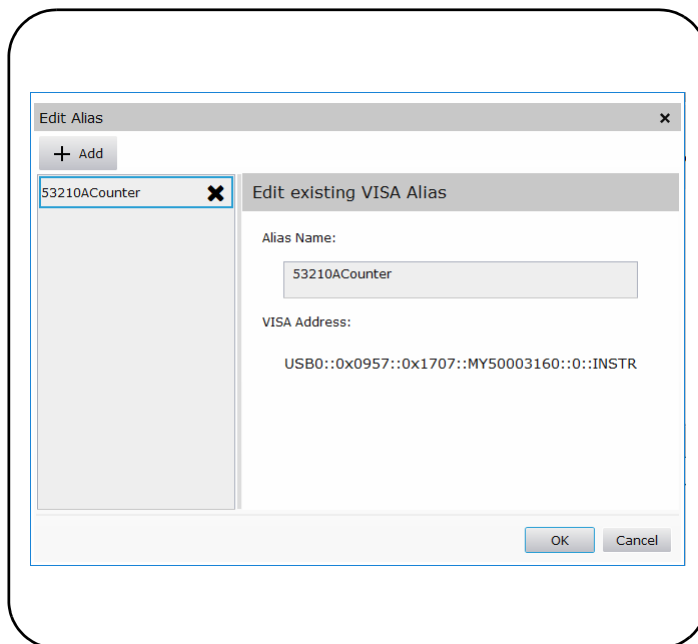 Edit Alias
Add
53210ACounter
Edit existing VISA Alias
Alias Name:
53210ACounter
VISA Address:
USB0::0x0957::0x1707::MY50003160::0::INSTR
OK Cancel